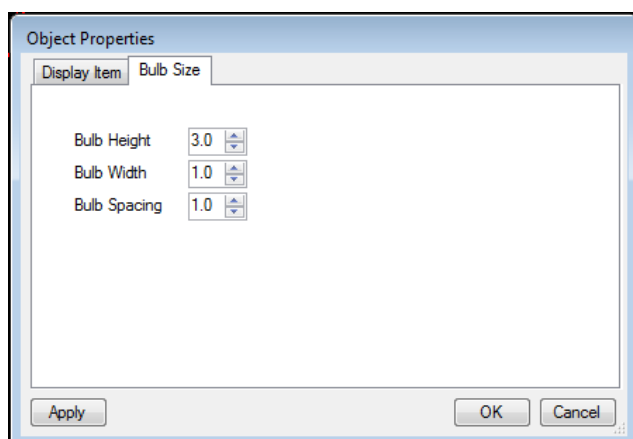 Object Properties
Display Item Bulb Size
Bulb Height 3.0
Bulb Width 1.0
Bulb Spacing 1.0
Apply OK Cancel